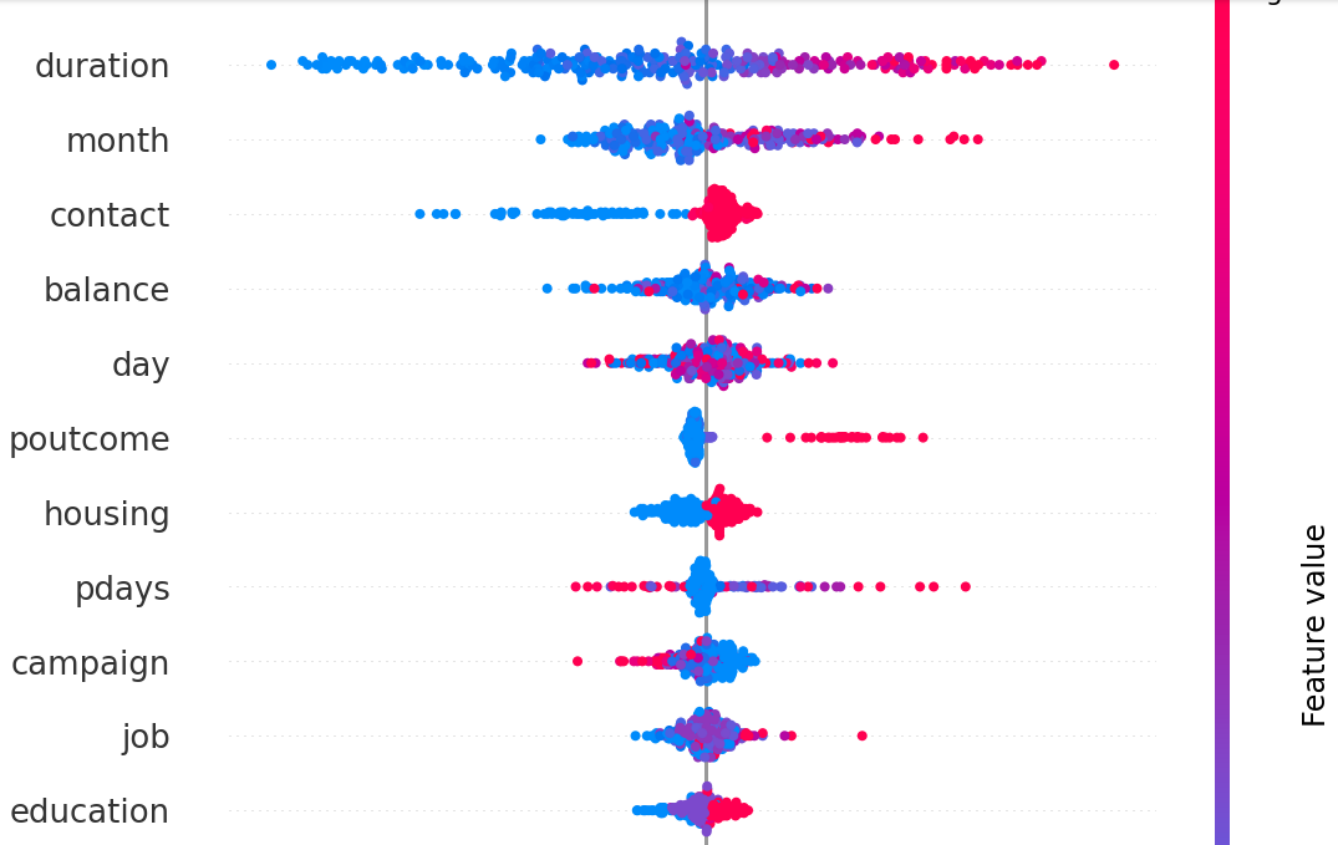 duration
month
contact
balance
day
poutcome
housing
pdays
campaign
job
education
Feature value